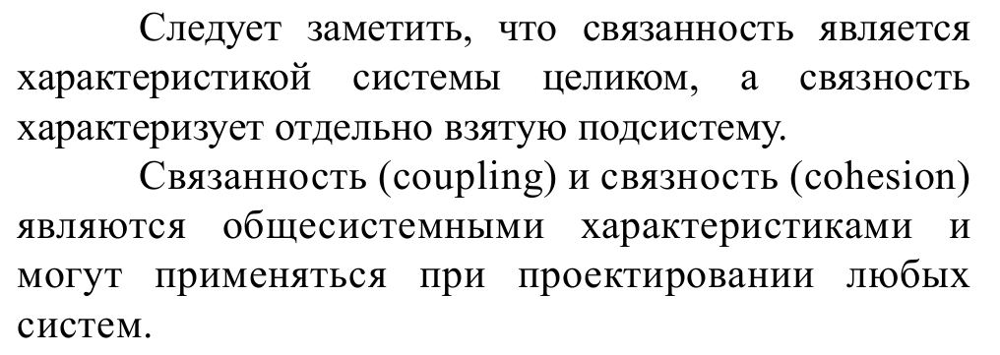 Следует заметить, что связанность является
характеристикой системы целиком, а связность
характеризует отдельно взятую подсистему.
Связанность (coupling) и связность (cohesion)
являются общесистемными характеристиками и
могут применяться при проектировании любых
систем.